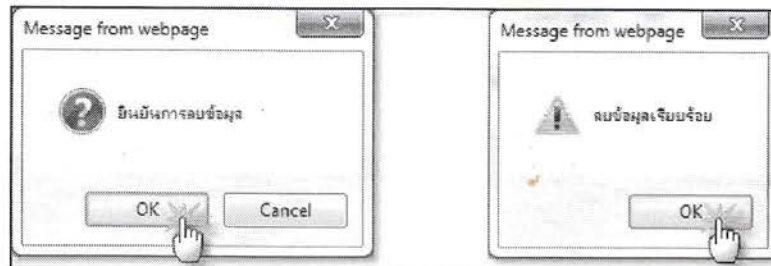 Message from webpage
ยืนยันการลบข้อมูล
OK
Cancel
Message from webpage
ลบข้อมูลเรียบร้อย
OK